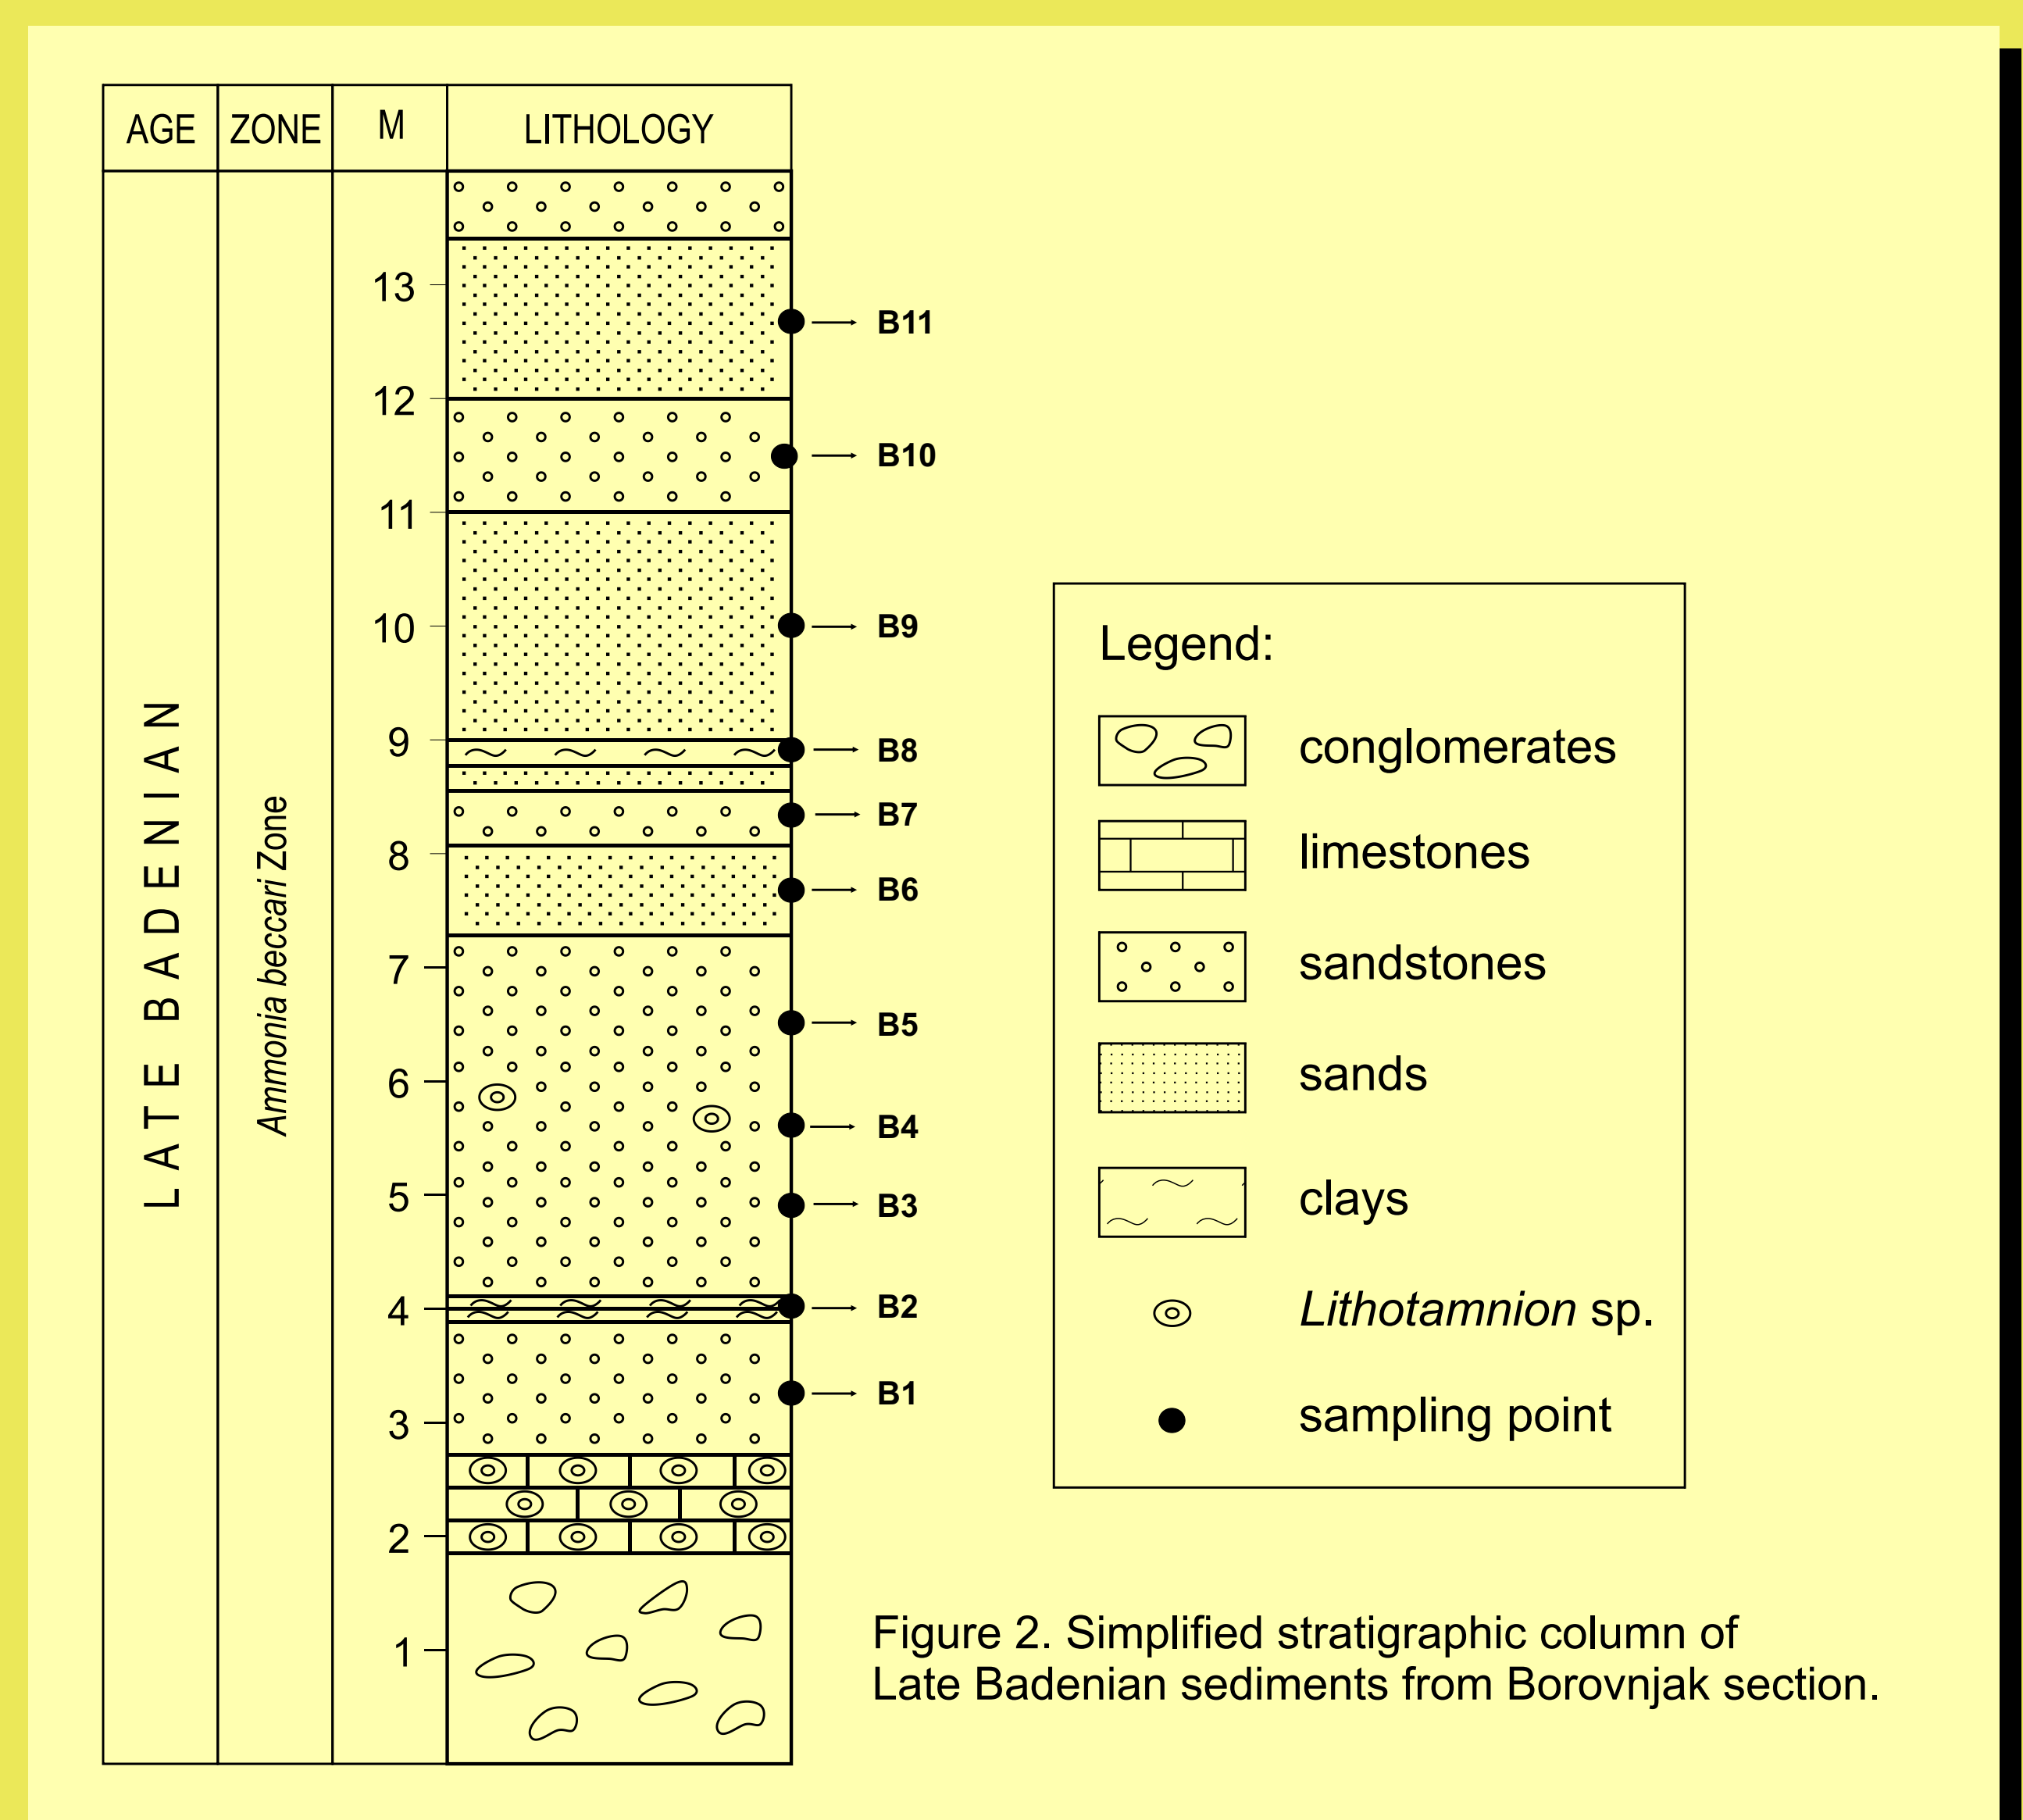 AGE ZONE M LITHOLOGY
LATE BADENIAN
Ammonia beccari Zone
13
12
11
10
9
8
7
6
5
4
3
2
1
B11
B10
B9
B8
B7
B6
B5
B4
B3
B2
B1
Legend:
conglomerates
limestones
sandstones
sands
clays
Lithotamnion sp.
sampling point
Figure 2. Simplified stratigraphic column of
Late Badenian sediments from Borovnjak section.